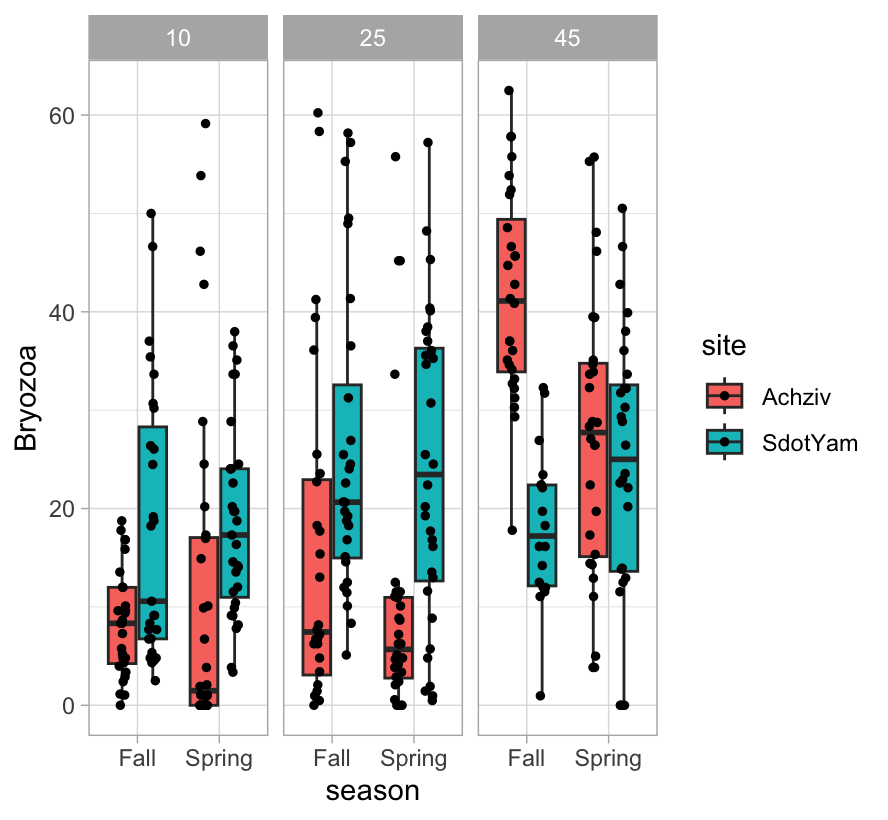 10 25 45
Bryozoa
60
40
20
0
Fall Spring Fall Spring Fall Spring
season
site
Achziv
SdotYam